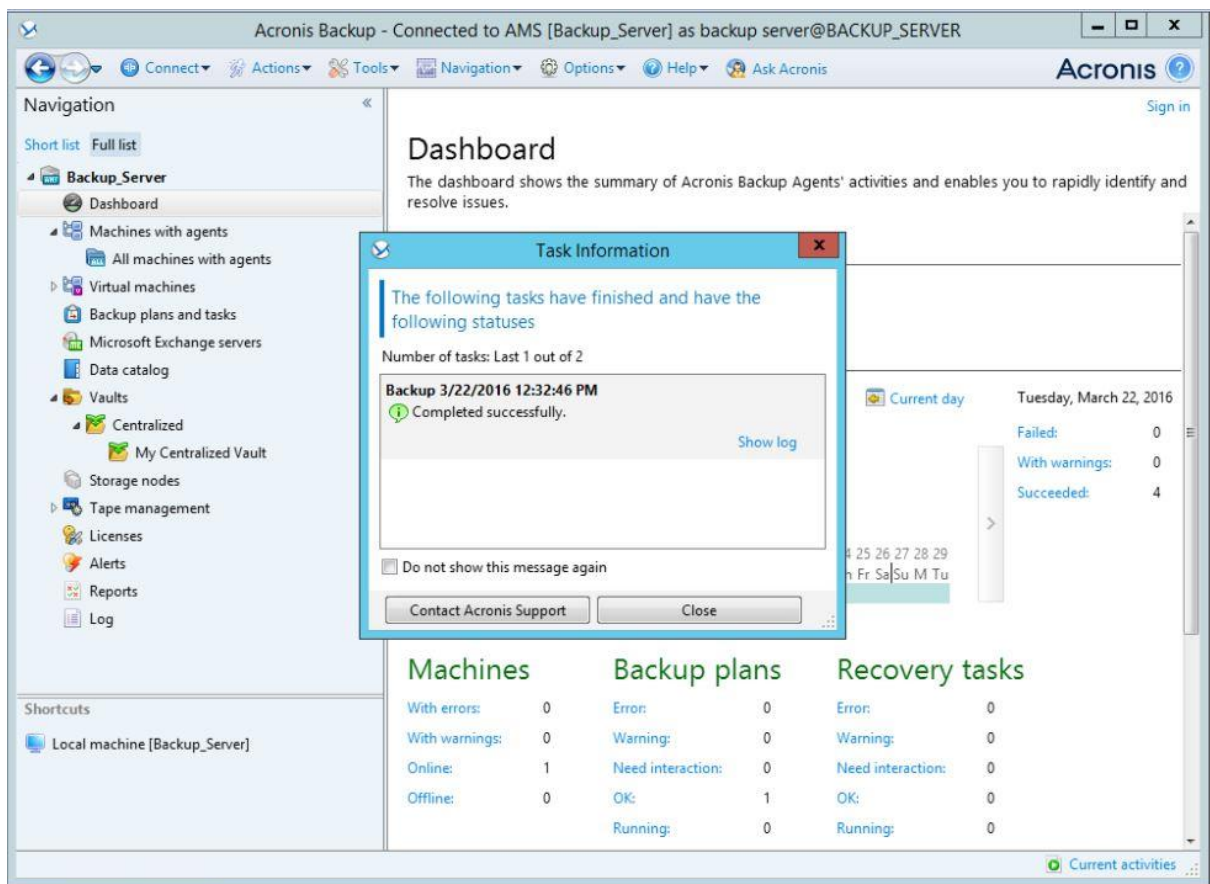 Acronis Backup - Connected to AMS [Backup_Server] as backup server@BACKUP_SERVER
Connect Actions Tools Navigation Options Help Ask Acronis Acronis
Navigation
Short list Full list
Backup_Server
Dashboard
Machines with agents
All machines with agents
Virtual machines
Backup plans and tasks
Microsoft Exchange servers
Data catalog
Vaults
Centralized
My Centralized Vault
Storage nodes
Tape management
Licenses
Alerts
Reports
Log
Shortcuts
Local machine [Backup_Server]
Sign in
Dashboard
The dashboard shows the summary of Acronis Backup Agents' activities and enables you to rapidly identify and
resolve issues.
Task Information
The following tasks have finished and have the
following statuses
Number of tasks: Last 1 out of 2
Backup 3/22/2016 12:32:46 PM
Completed successfully.
Show log
Do not show this message again
Contact Acronis Support Close
Current day
Tuesday, March 22, 2016
Failed: 0
With warnings: 0
Succeeded: 4
25 26 27 28 29
Fr Sa Su M Tu
Machines Backup plans Recovery tasks
With errors: 0 Error: 0 Error: 0
With warnings: 0 Warning: 0 Warning: 0
Online: 1 Need interaction: 0 Need interaction: 0
Offline: 0 OK: 1 OK: 0
Running: 0 Running: 0
Current activities